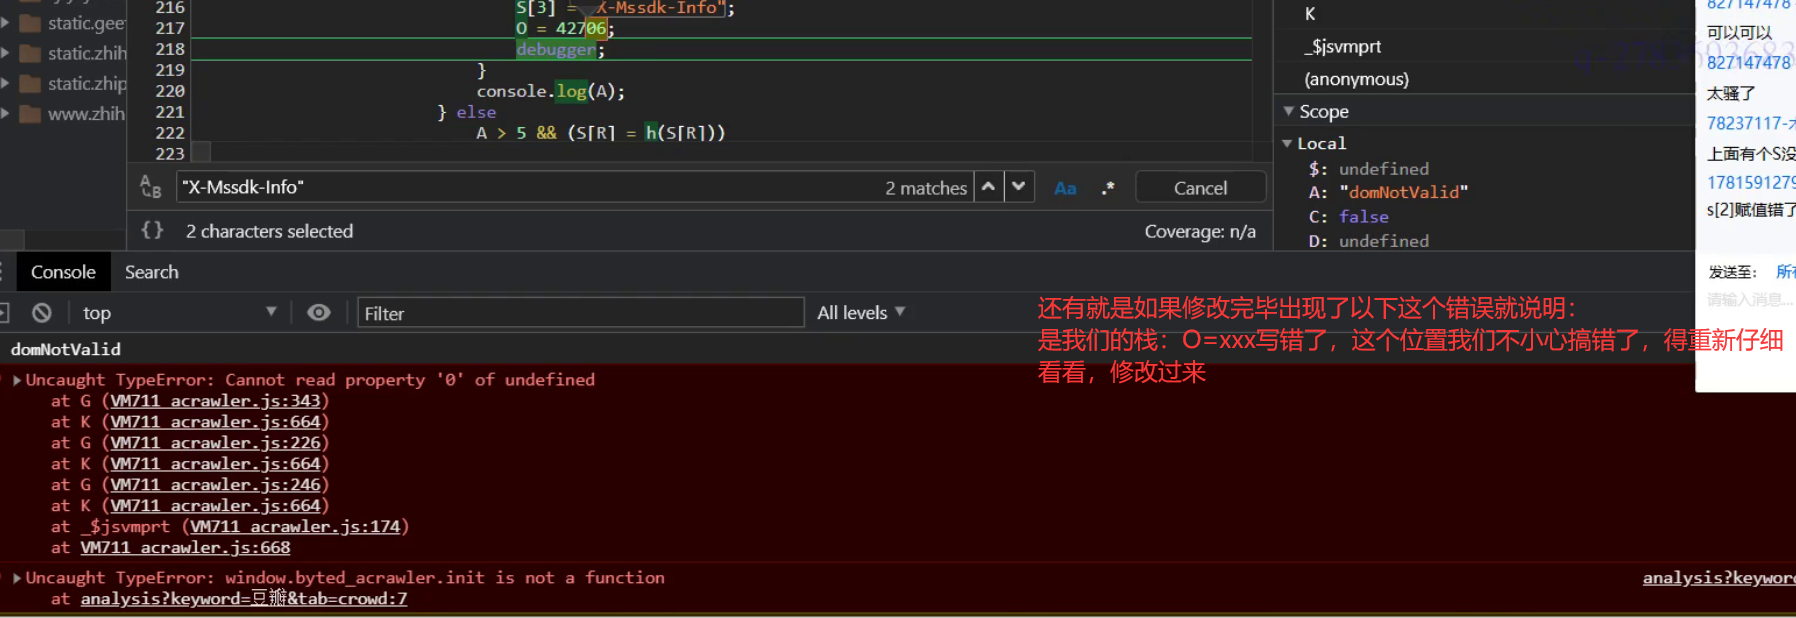 static.gee
static.zhih
static.zhip
www.zhih
216 S[3] = "X-Mssdk-Info";
217 O = 42706;
218 debugger;
219 }
220 console.log(A);
221 } else
222 A > 5 && (S[R] = h(S[R]))
223
"X-Mssdk-Info" 2 matches Aa .* Cancel
{} 2 characters selected Coverage: n/a
K
_$jsvmprt
(anonymous)
Scope
Local
$: undefined
A: "domNotValid"
C: false
D: undefined
827147478
可以可以
827147478
太骚了
78237117-
上面有个S没
1781591279
s[2]赋值错了
发送至: 所有
请输入消息...
Console Search
top Filter All levels
还有就是如果修改完毕出现了以下这个错误就说明：
是我们的栈：O=xxx写错了，这个位置我们不小心搞错了，得重新仔细
看看，修改过来
domNotValid
Uncaught TypeError: Cannot read property '0' of undefined
at G (VM711 acrawler.js:343)
at K (VM711 acrawler.js:664)
at G (VM711 acrawler.js:226)
at K (VM711 acrawler.js:664)
at G (VM711 acrawler.js:246)
at K (VM711 acrawler.js:664)
at _$jsvmprt (VM711 acrawler.js:174)
at VM711 acrawler.js:668
Uncaught TypeError: window.byted_acrawler.init is not a function analysis?keyword
at analysis?keyword=豆瓣&tab=crowd:7